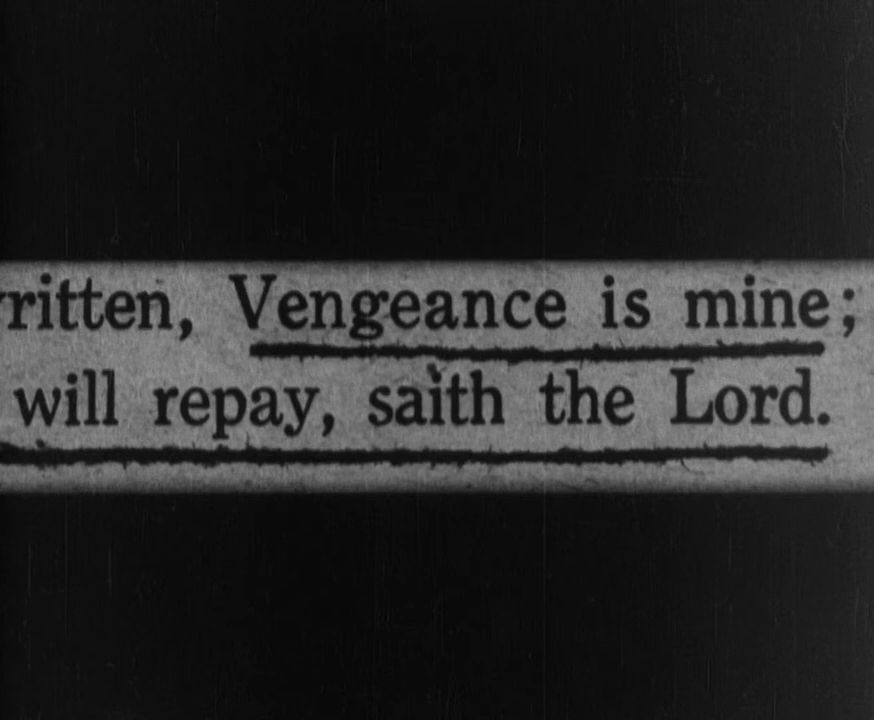 ritten, Vengeance is mine;
will repay, saith the Lord.